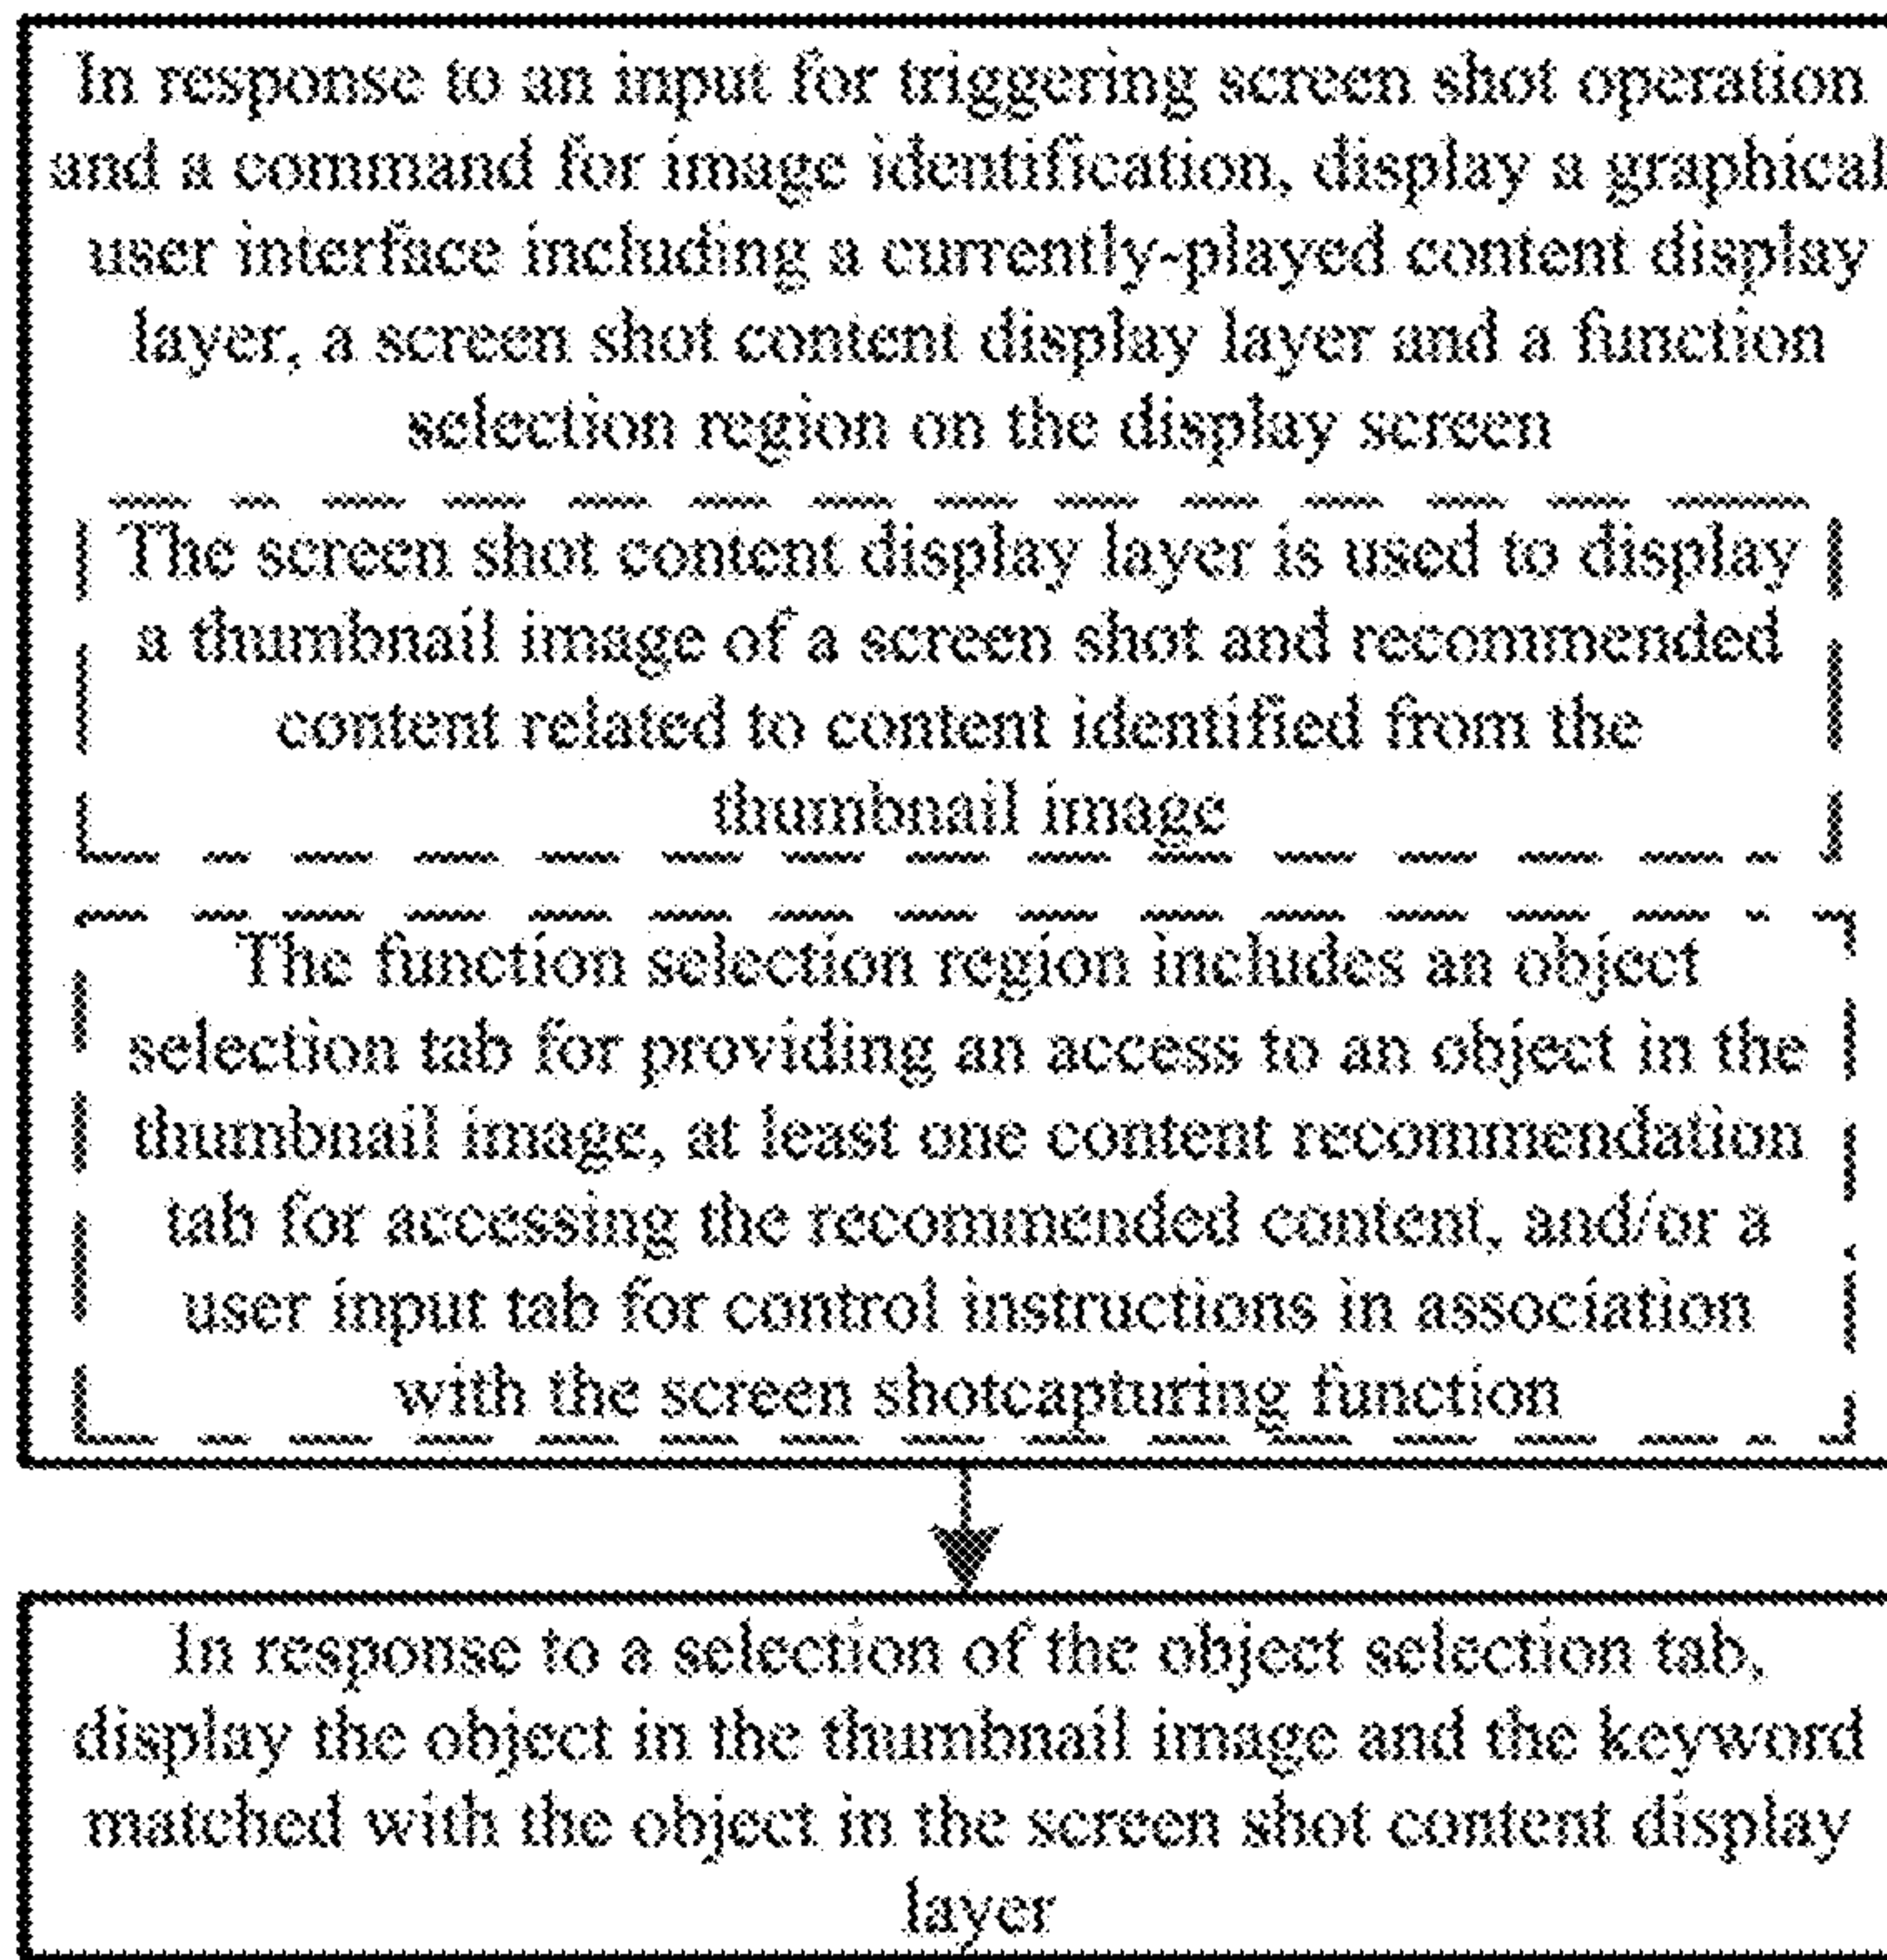 In response to an input for triggering screen shot operation
and a command for image identification, display a graphical
user interface including a currently-played content display
layer, a screen shot content display layer and a function
selection region on the display screen
The screen shot content display layer is used to display
a thumbnail image of a screen shot and recommended
content related to content identified from the
thumbnail image
The function selection region includes an object
selection tab for providing an access to an object in the
thumbnail image, at least one content recommendation
tab for accessing the recommended content, and/or a
user input tab for control instructions in association
with the screen shotcapturing function
In response to a selection of the object selection tab,
display the object in the thumbnail image and the keyword
matched with the object in the screen shot content display
layer